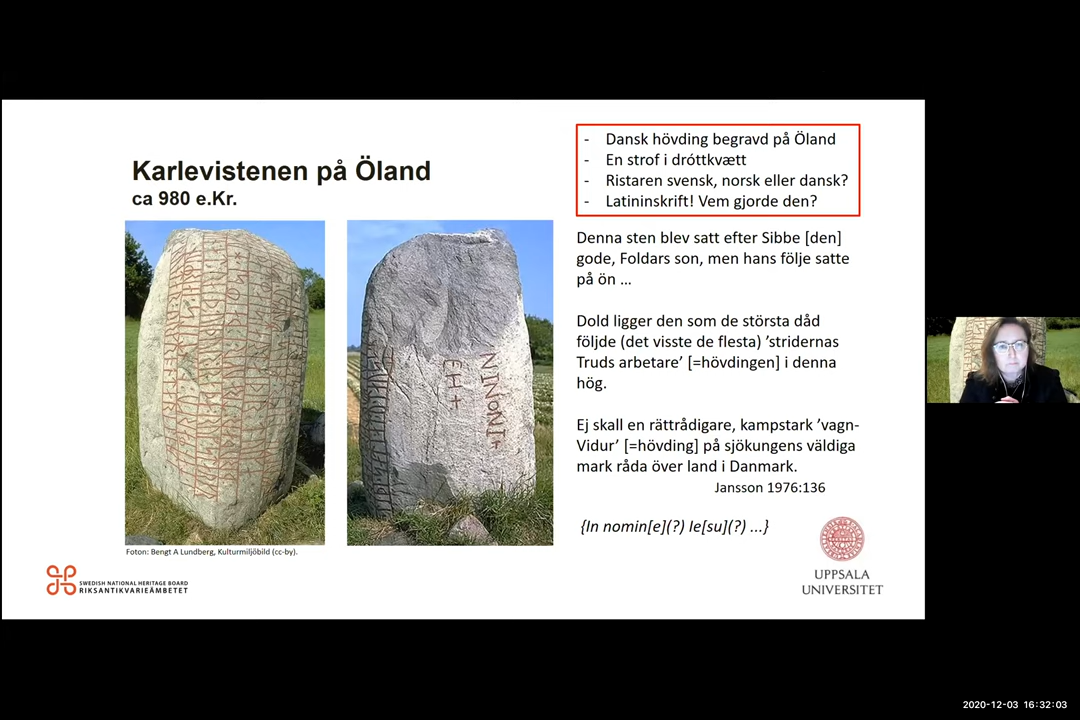 Karlevistenen på Öland
ca 980 e.Kr.
- Dansk hövding begravd på Öland
- En strof i dróttkvætt
- Ristaren svensk, norsk eller dansk?
- Latininskrift! Vem gjorde den?
Denna sten blev satt efter Sibbe [den]
gode, Foldars son, men hans följe satte
på ön ...
Dold ligger den som de största dåd
följde (det visste de flesta) ’stridernas
Truds arbetare’ [=hövdingen] i denna
hög.
Ej skall en rättrådigare, kampstark ’vagn-
Vidur’ [=hövding] på sjökungens väldiga
mark råda över land i Danmark.
Jansson 1976:136
{In nomin[e](?) Ie[su](?) ...}
NINONI+
EH+
Foton: Bengt A Lundberg, Kulturmiljöbild (cc-by).
SWEDISH NATIONAL HERITAGE BOARD
RIKSANTIKVARIEÄMBETET
UPPSALA
UNIVERSITET
2020-12-03 16:32:03